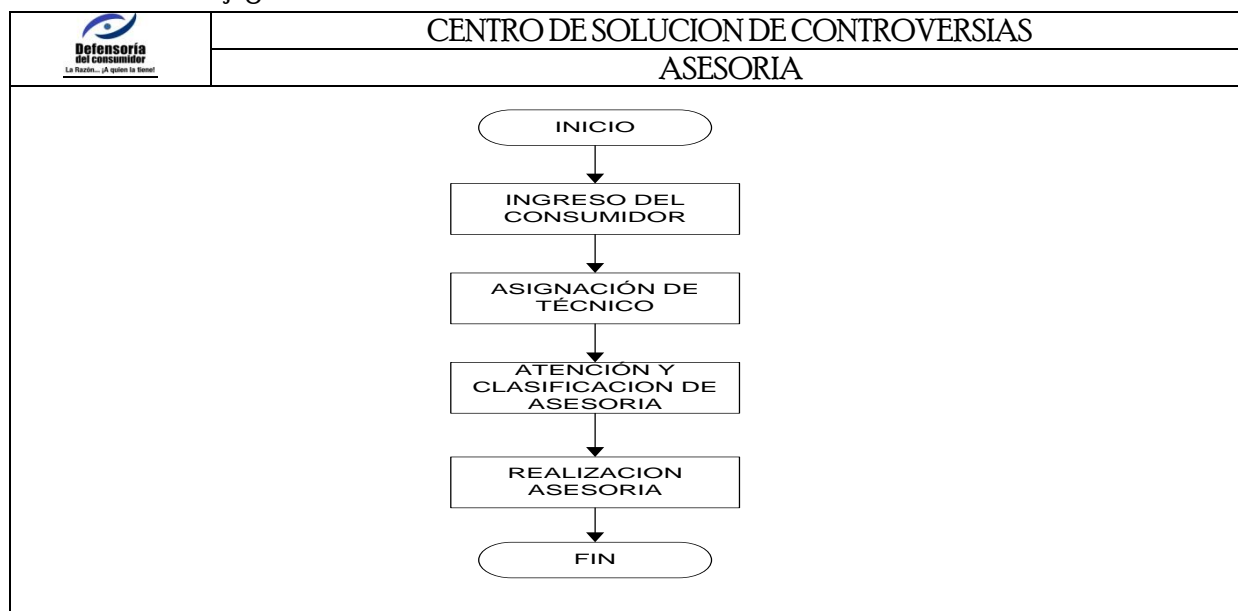 Defensoría
del consumidor
La Razón... ¡A quien la tiene!
CENTRO DE SOLUCION DE CONTROVERSIAS
ASESORIA
INICIO
INGRESO DEL
CONSUMIDOR
ASIGNACIÓN DE
TÉCNICO
ATENCIÓN Y
CLASIFICACION DE
ASESORIA
REALIZACION
ASESORIA
FIN